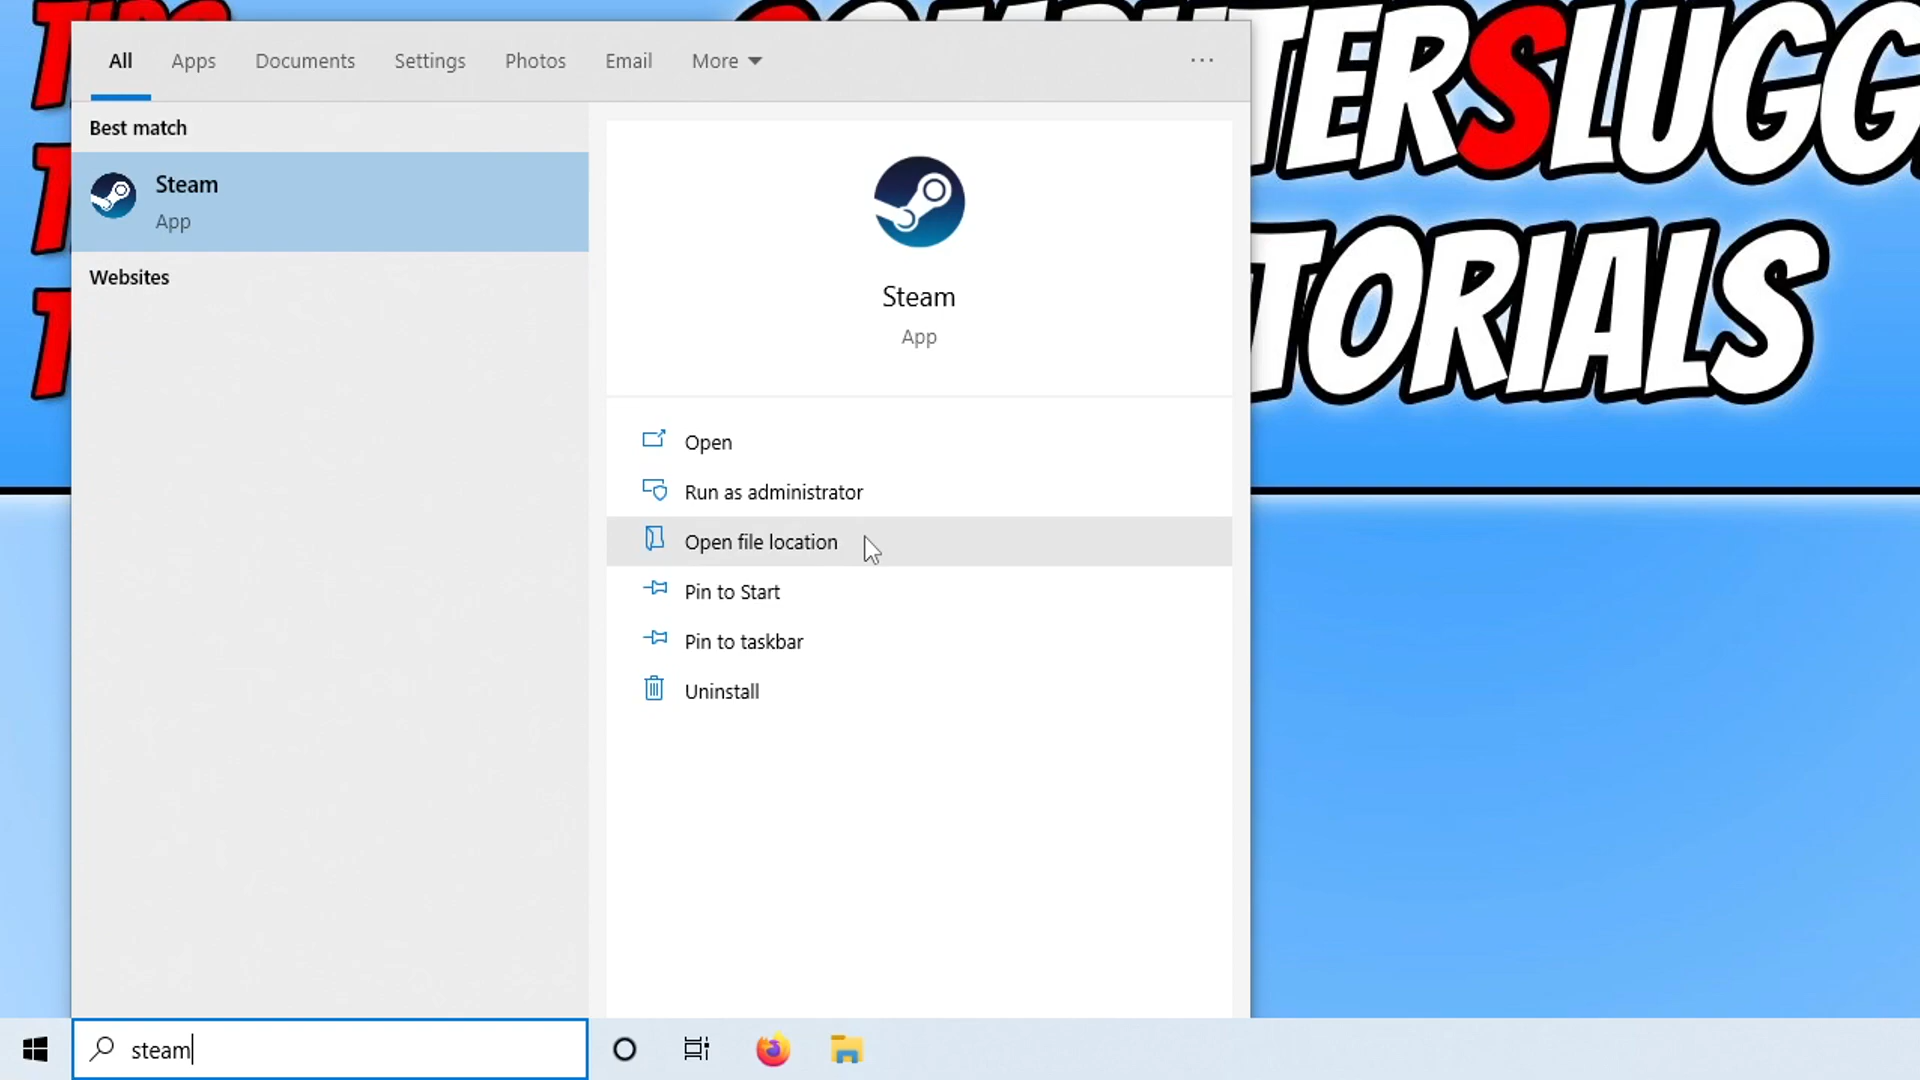 All Apps Documents Settings Photos Email More ...
Best match
Steam
App
Websites
Steam
App
Open
Run as administrator
Open file location
Pin to Start
Pin to taskbar
Uninstall
steam
TERSLUGG
TORIALS